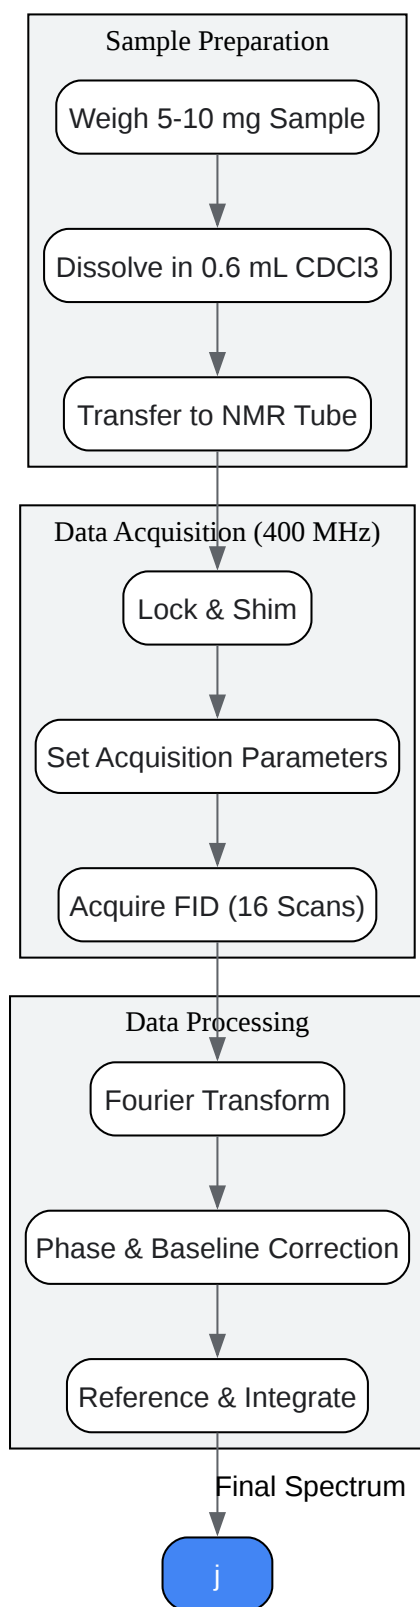 Sample Preparation
Weigh 5-10 mg Sample
Dissolve in 0.6 mL CDCl3
Transfer to NMR Tube
Data Acquisition (400 MHz)
Lock & Shim
Set Acquisition Parameters
Acquire FID (16 Scans)
Data Processing
Fourier Transform
Phase & Baseline Correction
Reference & Integrate
Final Spectrum
j